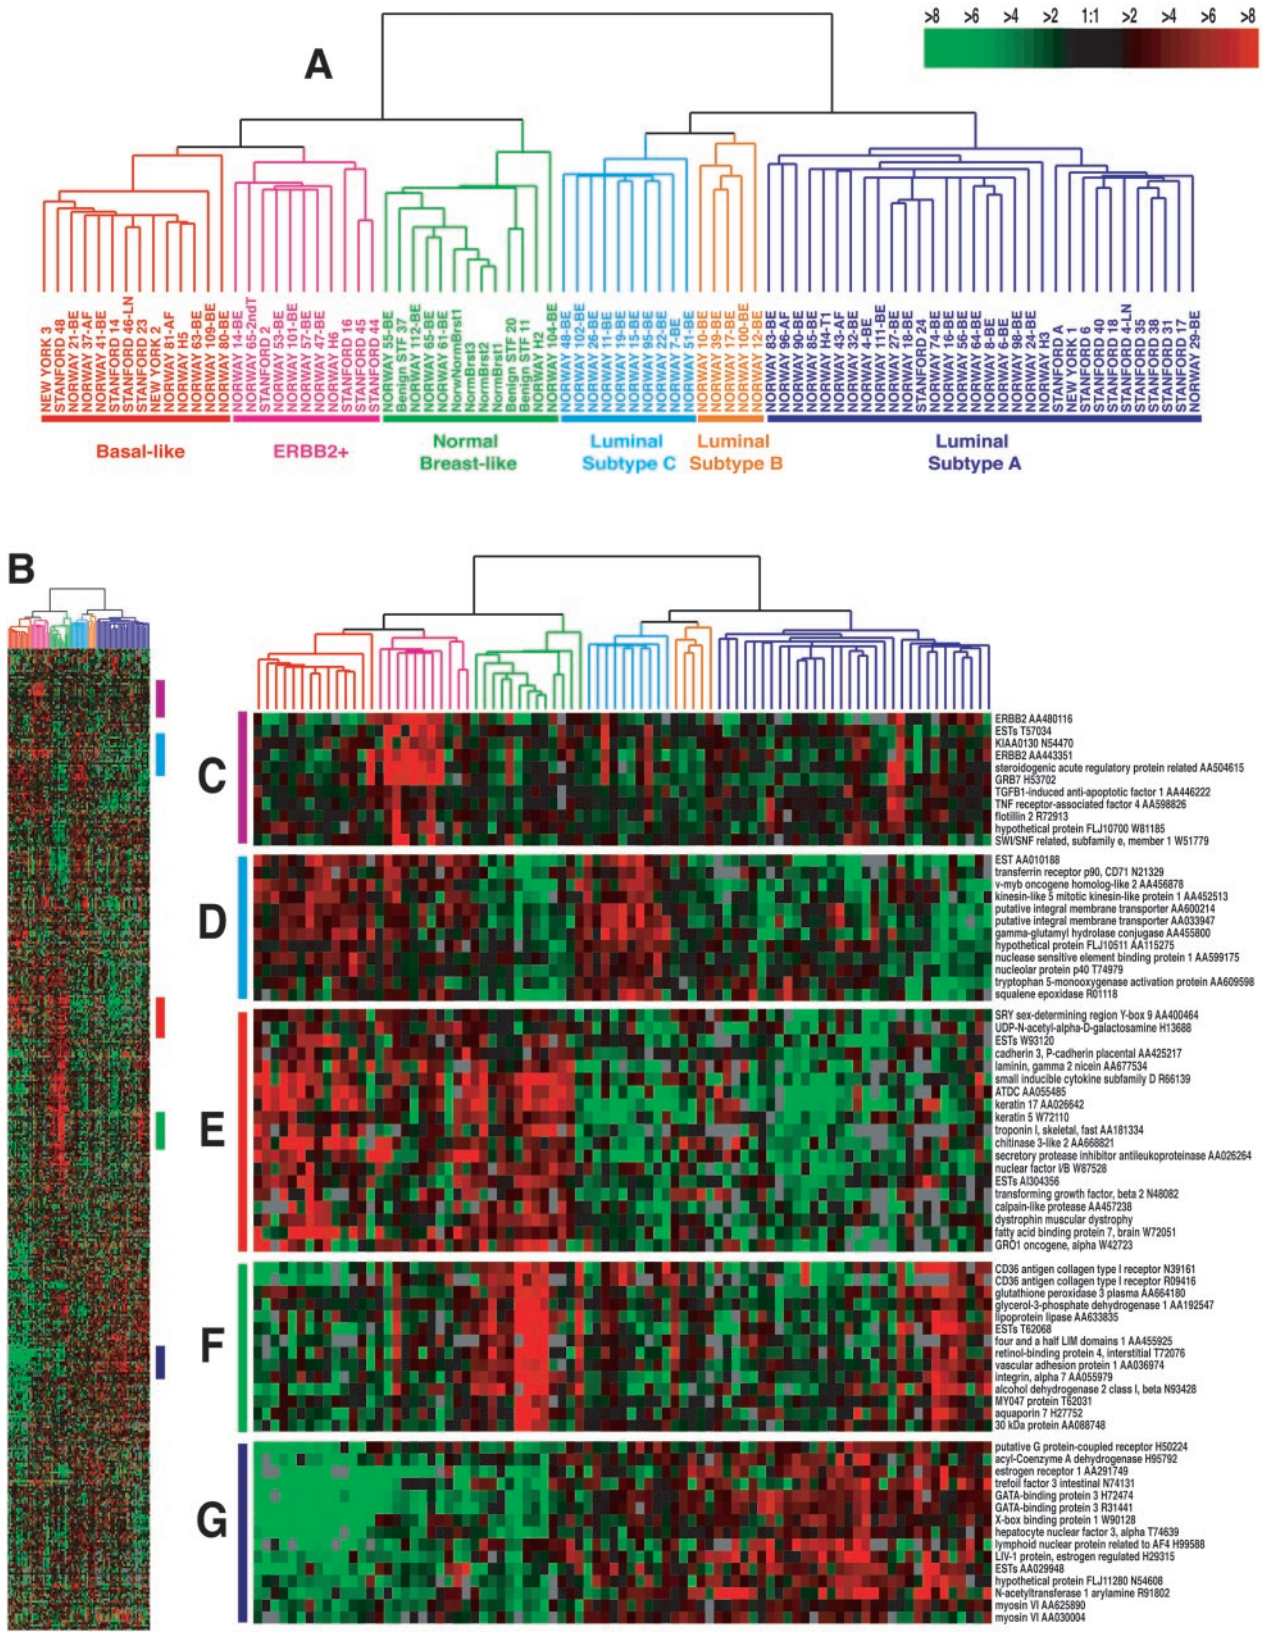 >8 >6 >4 >2 1:1 >2 >4 >6 >8
A
NEW YORK 3
STANFORD 48
NORWAY 21-BE
NORWAY 37-AF
NORWAY 41-BE
STANFORD 14
STANFORD 46-LN
STANFORD 23
NEW YORK 2
NORWAY 81-AF
NORWAY H5
NORWAY 63-BE
NORWAY 109-BE
NORWAY 80-BE
NORWAY 14-BE
NORWAY 65-2ndT
STANFORD 2
NORWAY 53-BE
NORWAY 101-BE
NORWAY 57-BE
NORWAY 47-BE
NORWAY H6
STANFORD 16
STANFORD 45
STANFORD 44
NORWAY 55-BE
Benign STF 37
NORWAY 112-BE
NORWAY 65-BE
NORWAY 61-BE
NorwNormBrst1
NormBrst3
NormBrst2
NormBrst1
Benign STF 20
Benign STF 11
NORWAY H2
NORWAY 104-BE
NORWAY 48-BE
NORWAY 102-BE
NORWAY 26-BE
NORWAY 11-BE
NORWAY 19-BE
NORWAY 15-BE
NORWAY 95-BE
NORWAY 22-BE
NORWAY 7-BE
NORWAY 51-BE
NORWAY 10-BE
NORWAY 39-BE
NORWAY 17-BE
NORWAY 100-BE
NORWAY 12-BE
NORWAY 83-BE
NORWAY 96-AF
NORWAY 90-BE
NORWAY 85-BE
NORWAY H4-T1
NORWAY 43-AF
NORWAY 32-BE
NORWAY 4-BE
NORWAY 111-BE
NORWAY 27-BE
NORWAY 18-BE
STANFORD 24
NORWAY 74-BE
NORWAY 16-BE
NORWAY 56-BE
NORWAY 64-BE
NORWAY 8-BE
NORWAY 6-BE
NORWAY 98-BE
NORWAY 24-BE
NORWAY H3
STANFORD A
NEW YORK 1
STANFORD 6
STANFORD 40
STANFORD 18
STANFORD 4-LN
STANFORD 35
STANFORD 38
STANFORD 31
STANFORD 17
NORWAY 29-BE
Basal-like
ERBB2+
Normal
Breast-like
Luminal
Subtype C
Luminal
Subtype B
Luminal
Subtype A
B
C
ERBB2 AA480116
ESTs T57034
KIAA0130 N54470
ERBB2 AA443351
steroidogenic acute regulatory protein related AA504615
GRB7 H53702
TGFB1-induced anti-apoptotic factor 1 AA446222
TNF receptor-associated factor 4 AA598826
flotillin 2 R72913
hypothetical protein FLJ10700 W81185
SWI/SNF related, subfamily e, member 1 W51779
D
EST AA010188
transferrin receptor p90, CD71 N21329
v-myb oncogene homolog-like 2 AA456878
kinesin-like 5 mitotic kinesin-like protein 1 AA452513
putative integral membrane transporter AA600214
putative integral membrane transporter AA033947
gamma-glutamyl hydrolase conjugase AA455800
hypothetical protein FLJ10511 AA115275
nuclease sensitive element binding protein 1 AA599175
nucleolar protein p40 T74979
tryptophan 5-monooxygenase activation protein AA609598
squalene epoxidase R01118
E
SRY sex-determining region Y-box 9 AA400464
UDP-N-acetyl-alpha-D-galactosamine H13688
ESTs W93120
cadherin 3, P-cadherin placental AA425217
laminin, gamma 2 nicein AA677534
small inducible cytokine subfamily D R66139
ATDC AA055485
keratin 17 AA026642
keratin 5 W72110
troponin I, skeletal, fast AA181334
chitinase 3-like 2 AA668821
secretory protease inhibitor antileukoproteinase AA026264
nuclear factor I/B W87528
ESTs AI304356
transforming growth factor, beta 2 N48082
calpain-like protease AA457238
dystrophin muscular dystrophy
fatty acid binding protein 7, brain W72051
GRO1 oncogene, alpha W42723
F
CD36 antigen collagen type I receptor N39161
CD36 antigen collagen type I receptor R09416
glutathione peroxidase 3 plasma AA664180
glycerol-3-phosphate dehydrogenase 1 AA192547
lipoprotein lipase AA633835
ESTs T62068
four and a half LIM domains 1 AA455925
retinol-binding protein 4, interstitial T72076
vascular adhesion protein 1 AA036974
integrin, alpha 7 AA055979
alcohol dehydrogenase 2 class I, beta N93428
MY047 protein T62031
aquaporin 7 H27752
30 kDa protein AA088748
G
putative G protein-coupled receptor H50224
acyl-Coenzyme A dehydrogenase H95792
estrogen receptor 1 AA291749
trefoil factor 3 intestinal N74131
GATA-binding protein 3 H72474
GATA-binding protein 3 R31441
X-box binding protein 1 W90128
hepatocyte nuclear factor 3, alpha T74639
lymphoid nuclear protein related to AF4 H99588
LIV-1 protein, estrogen regulated H29315
ESTs AA029948
hypothetical protein FLJ11280 N54608
N-acetyltransferase 1 arylamine R91802
myosin VI AA625890
myosin VI AA030004